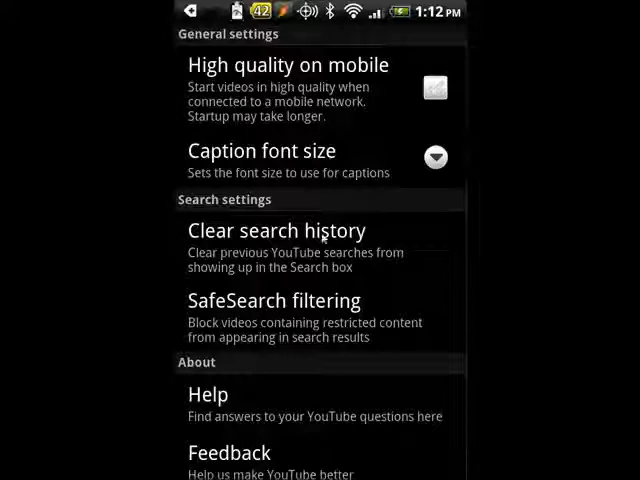 42 1:12 PM
General settings
High quality on mobile
Start videos in high quality when
connected to a mobile network.
Startup may take longer.
Caption font size
Sets the font size to use for captions
Search settings
Clear search history
Clear previous YouTube searches from
showing up in the Search box
SafeSearch filtering
Block videos containing restricted content
from appearing in search results
About
Help
Find answers to your YouTube questions here
Feedback
Help us make YouTube better